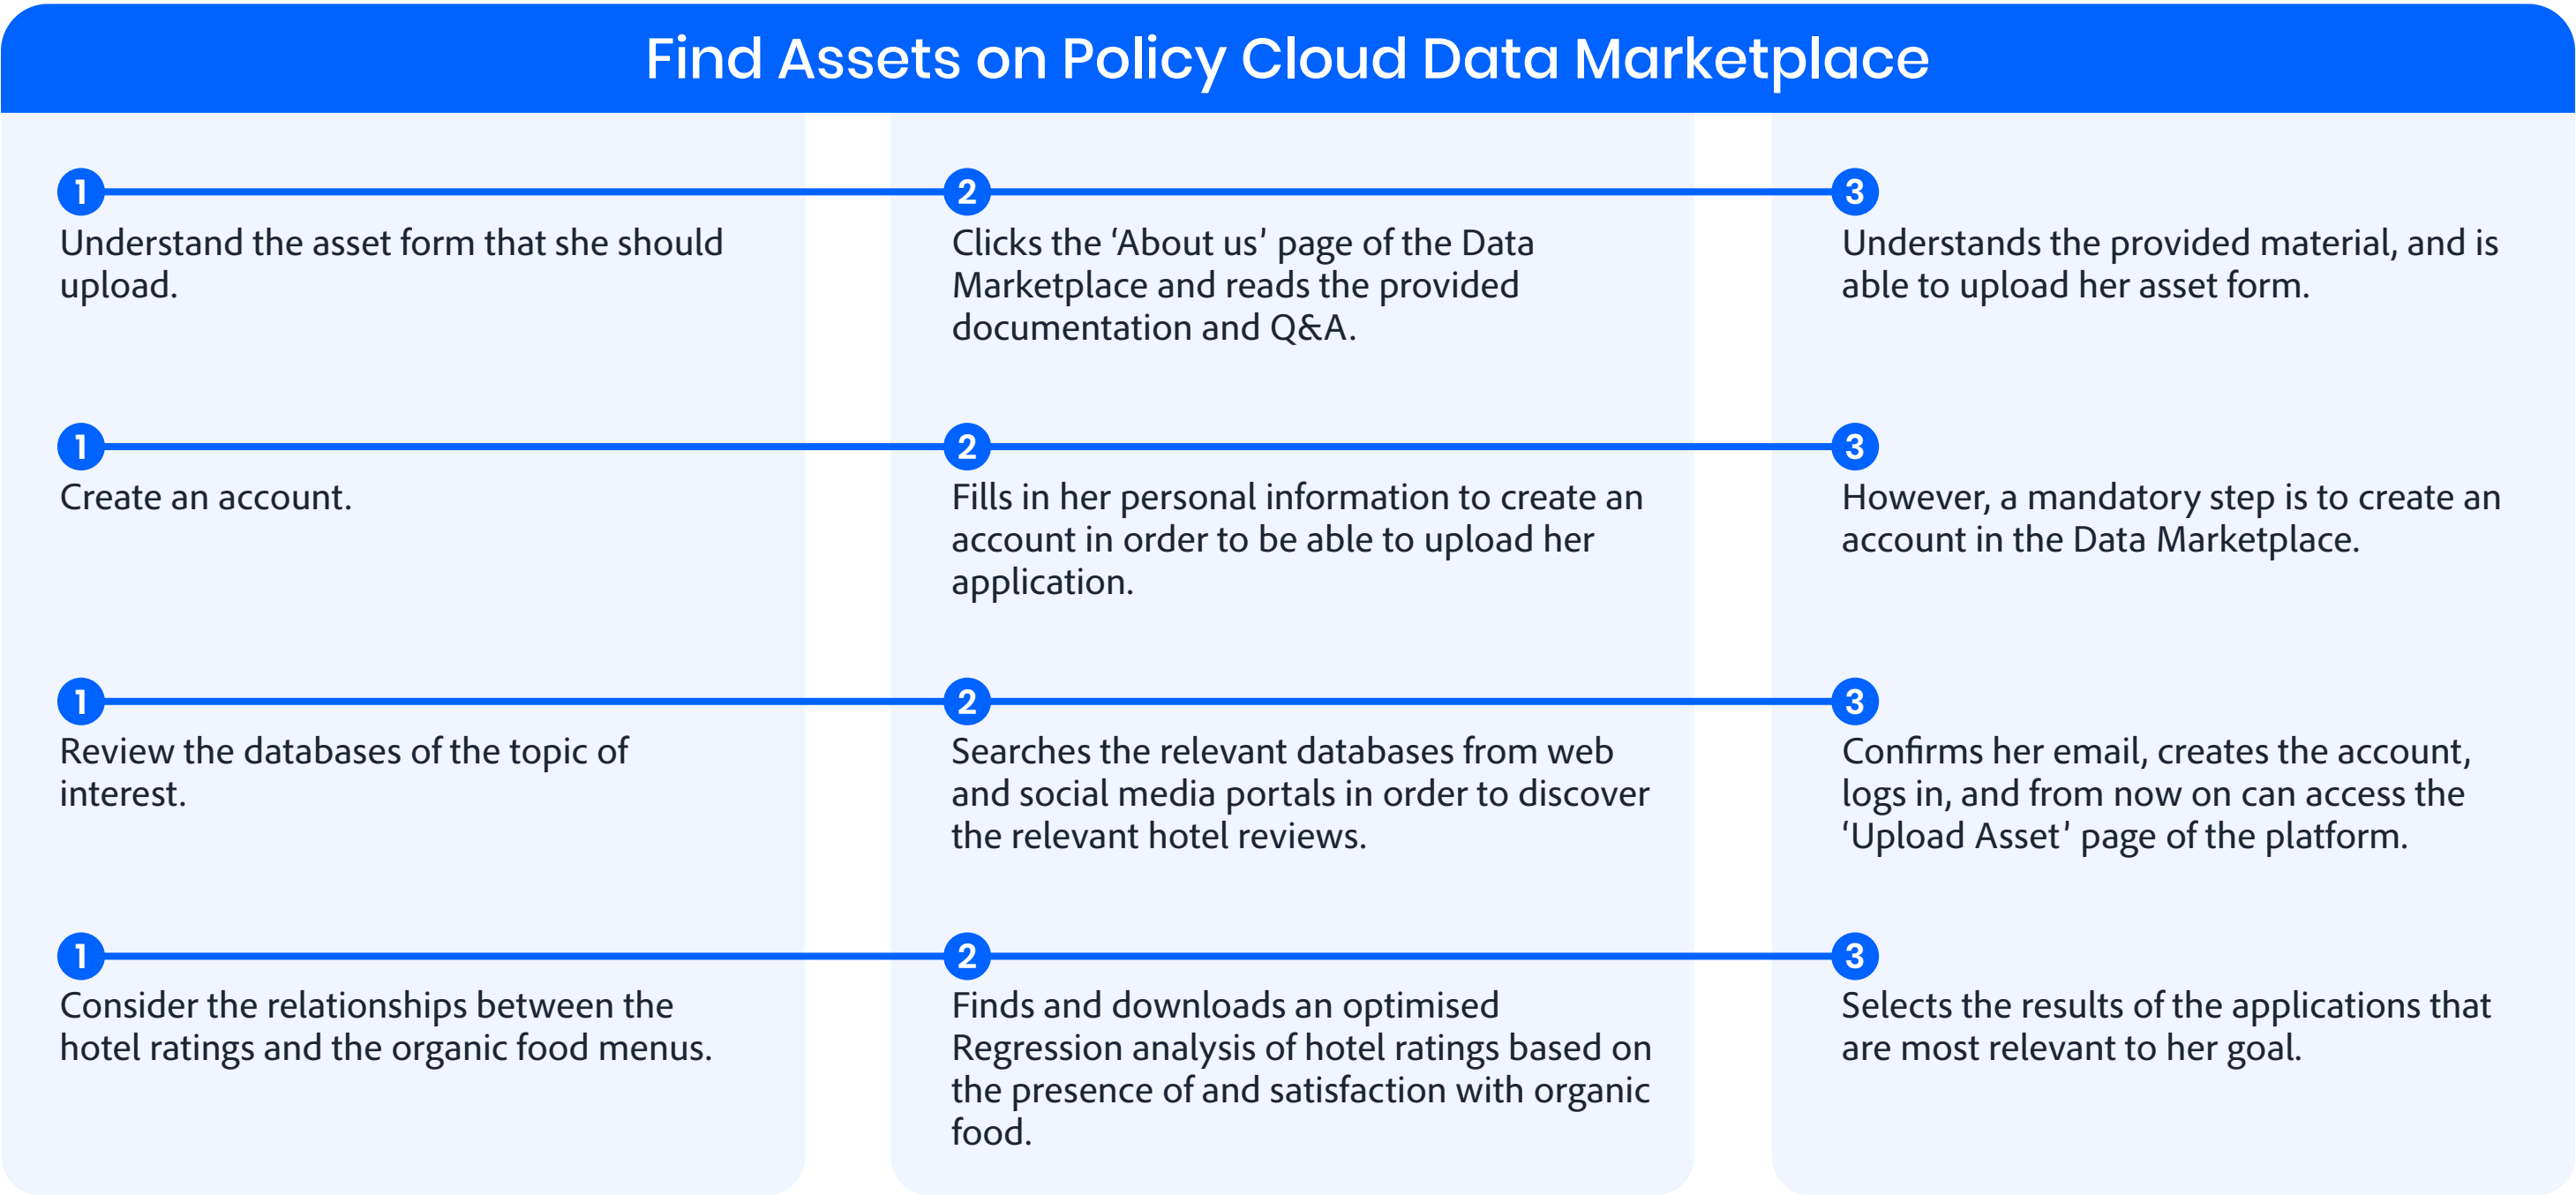 Find Assets on Policy Cloud Data Marketplace
1
2
3
Understand the asset form that she should
upload.
Clicks the ‘About us’ page of the Data
Marketplace and reads the provided
documentation and Q&A.
Understands the provided material, and is
able to upload her asset form.
1
2
3
Create an account.
Fills in her personal information to create an
account in order to be able to upload her
application.
However, a mandatory step is to create an
account in the Data Marketplace.
1
2
3
Review the databases of the topic of
interest.
Searches the relevant databases from web
and social media portals in order to discover
the relevant hotel reviews.
Confirms her email, creates the account,
logs in, and from now on can access the
‘Upload Asset’ page of the platform.
1
2
3
Consider the relationships between the
hotel ratings and the organic food menus.
Finds and downloads an optimised
Regression analysis of hotel ratings based on
the presence of and satisfaction with organic
food.
Selects the results of the applications that
are most relevant to her goal.